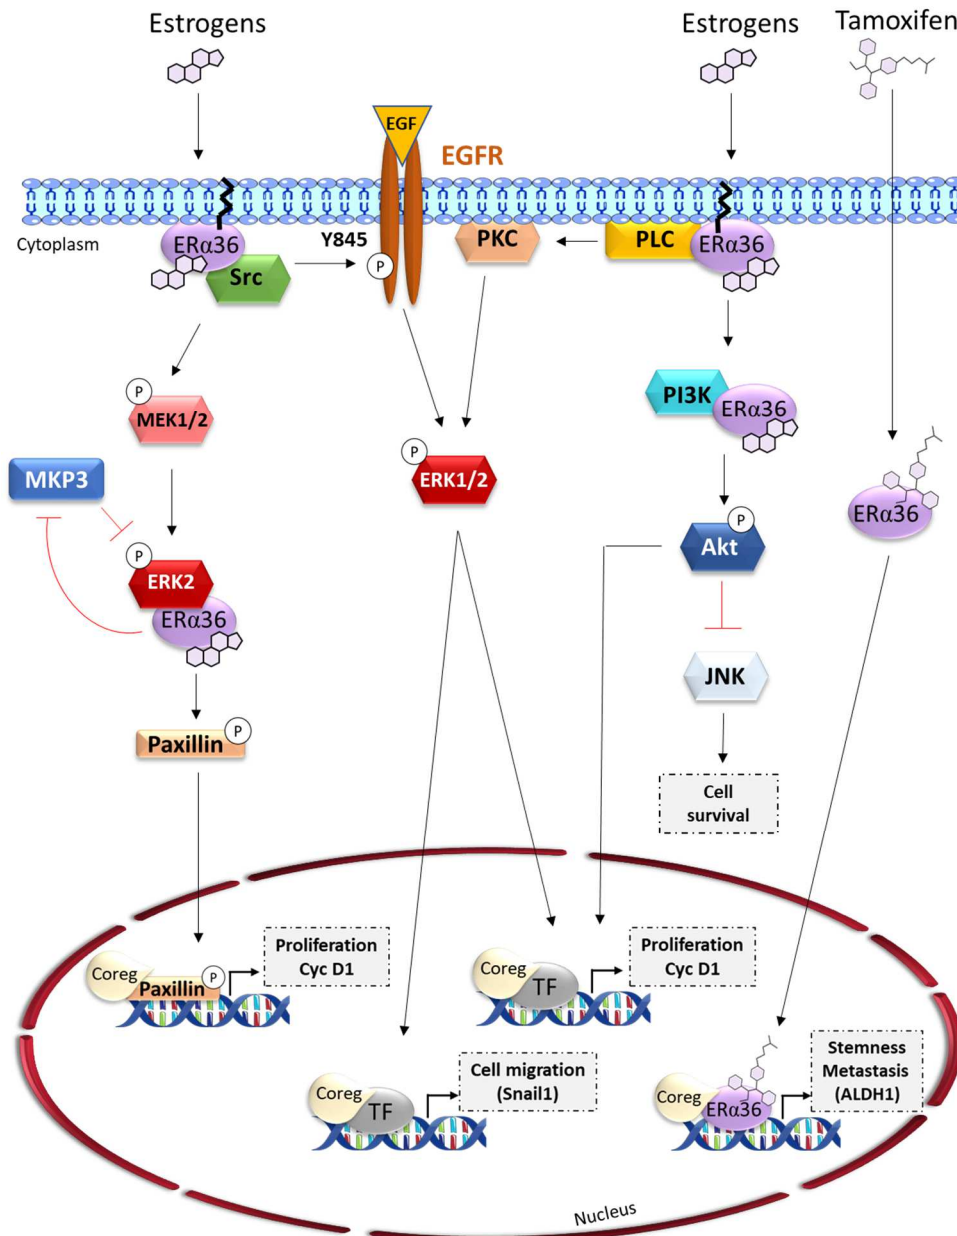 Estrogens
Estrogens
Tamoxifen
EGF
EGFR
Cytoplasm
ERα36
Src
Y845
P
PKC
PLC
ERα36
P
MEK1/2
PI3K
ERα36
MKP3
P
ERK1/2
ERα36
P
Akt
P
ERK2
ERα36
JNK
Paxillin
P
Cell
survival
Proliferation
Cyc D1
Proliferation
Cyc D1
Coreg
Paxillin
P
Coreg
TF
Cell migration
(Snail1)
Stemness
Metastasis
(ALDH1)
Coreg
TF
Coreg
ERα36
Nucleus